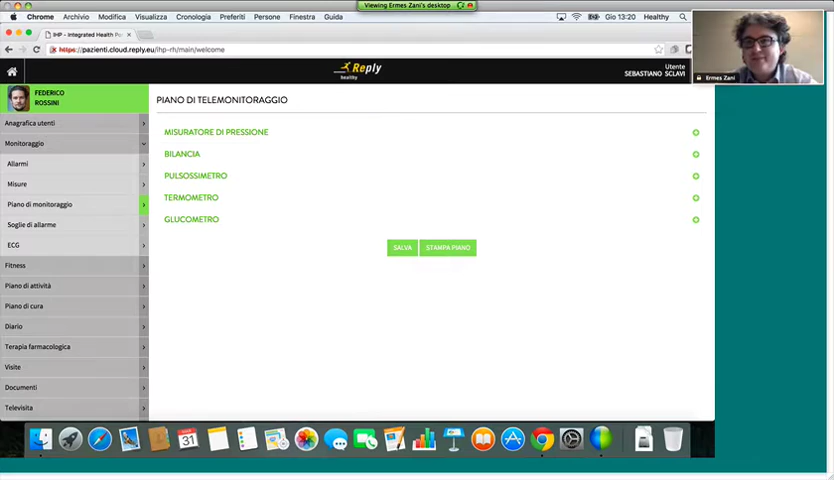 Viewing Ermes Zani's desktop
Chrome Archivio Modifica Visualizza Cronologia Preferiti Persone Finestra Guida
Gio 13:20 Healthy
IHP - Integrated Health Po
https://pazienti.cloud.reply.eu/ihp-rh/main/welcome
Ermes Zani
Reply
healthy
Utente
SEBASTIANO SCLAVI
FEDERICO
ROSSINI
Anagrafica utenti
Monitoraggio
Allarmi
Misure
Piano di monitoraggio
Soglie di allarme
ECG
Fitness
Piano di attività
Piano di cura
Diario
Terapia farmacologica
Visite
Documenti
Televisita
PIANO DI TELEMONITORAGGIO
MISURATORE DI PRESSIONE
BILANCIA
PULSOSSIMETRO
TERMOMETRO
GLUCOMETRO
SALVA STAMPA PIANO
31